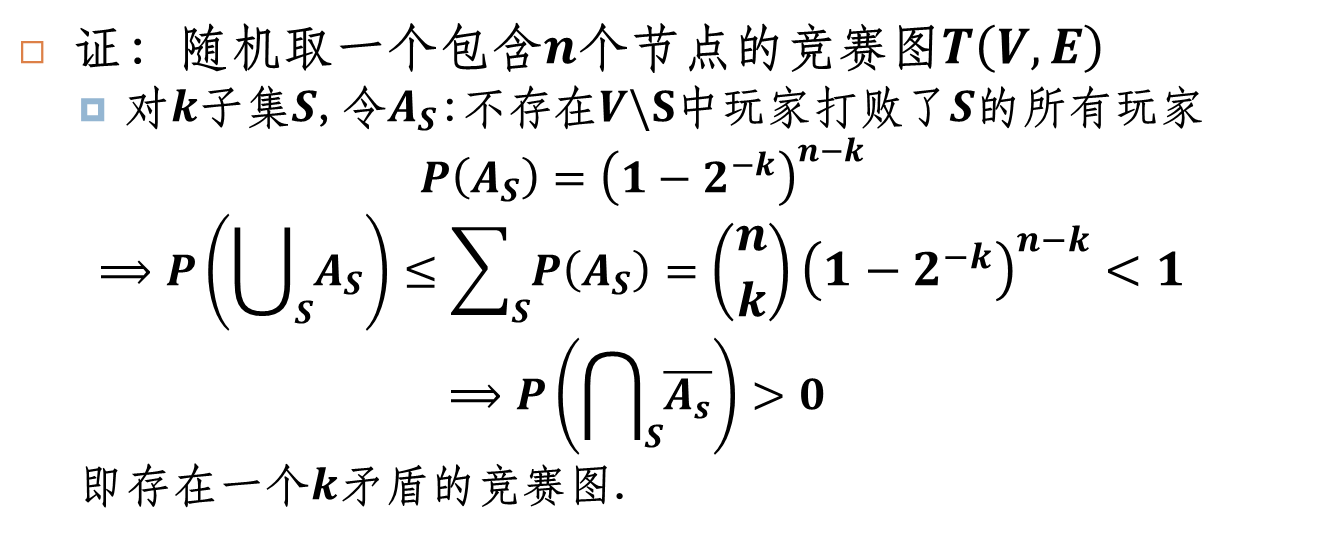 证：随机取一个包含n个节点的竞赛图T(V,E)
对k子集S,令A_S:不存在V\S中玩家打败了S的所有玩家
P(A_S) = (1 − 2^{−k})^{n−k}
⟹ P(⋃_S A_S) ≤ ∑_S P(A_S) = \binom{n}{k} (1 − 2^{−k})^{n−k} < 1
⟹ P(⋂_S \overline{A_s}) > 0
即存在一个k矛盾的竞赛图.